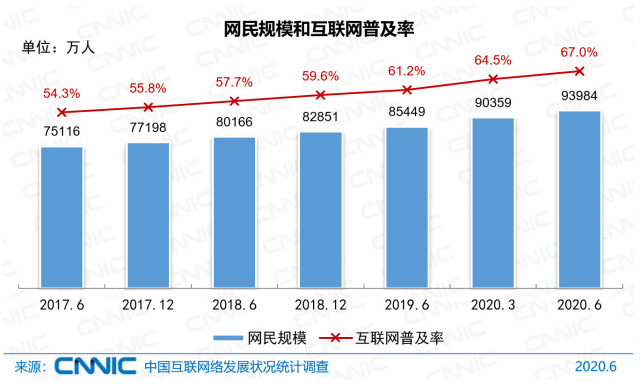 网民规模和互联网普及率
单位：万人
54.3% 55.8% 57.7% 59.6% 61.2% 64.5% 67.0%
75116 77198 80166 82851 85449 90359 93984
2017.6 2017.12 2018.6 2018.12 2019.6 2020.3 2020.6
网民规模 互联网普及率
来源： CNNIC 中国互联网络发展状况统计调查 2020.6